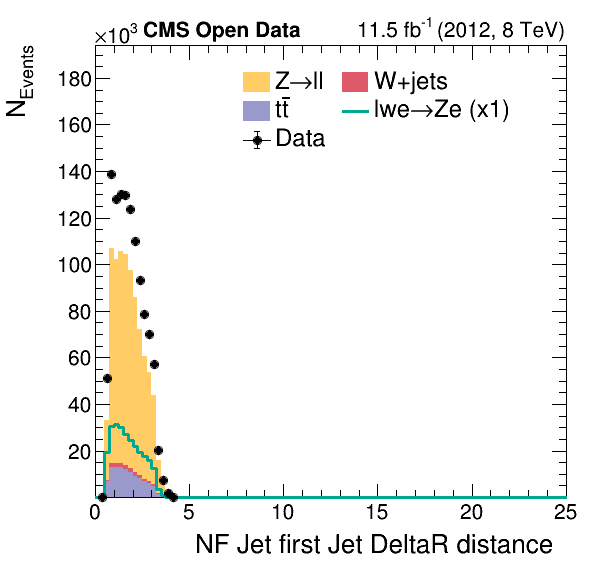 ×10³ CMS Open Data 11.5 fb⁻¹ (2012, 8 TeV)
N_Events
Z→ll W+jets
tt̄ lwe→Ze (x1)
Data
180
160
140
120
100
80
60
40
20
0 5 10 15 20 25
NF Jet first Jet DeltaR distance